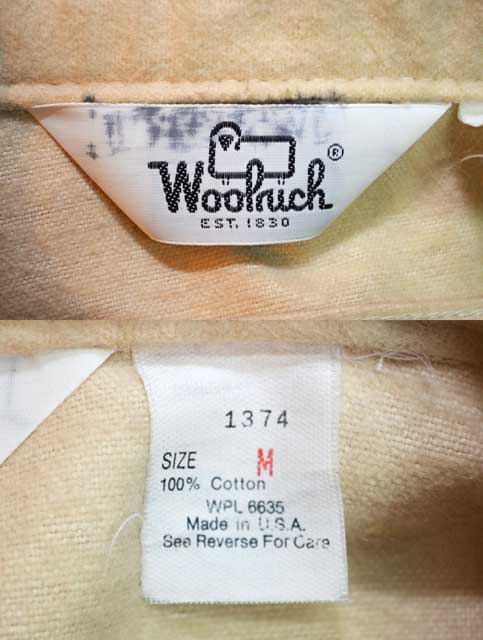 Woolrich
®
EST. 1830
1374
SIZE M
100% Cotton
WPL 6635
Made in U.S.A.
See Reverse For Care